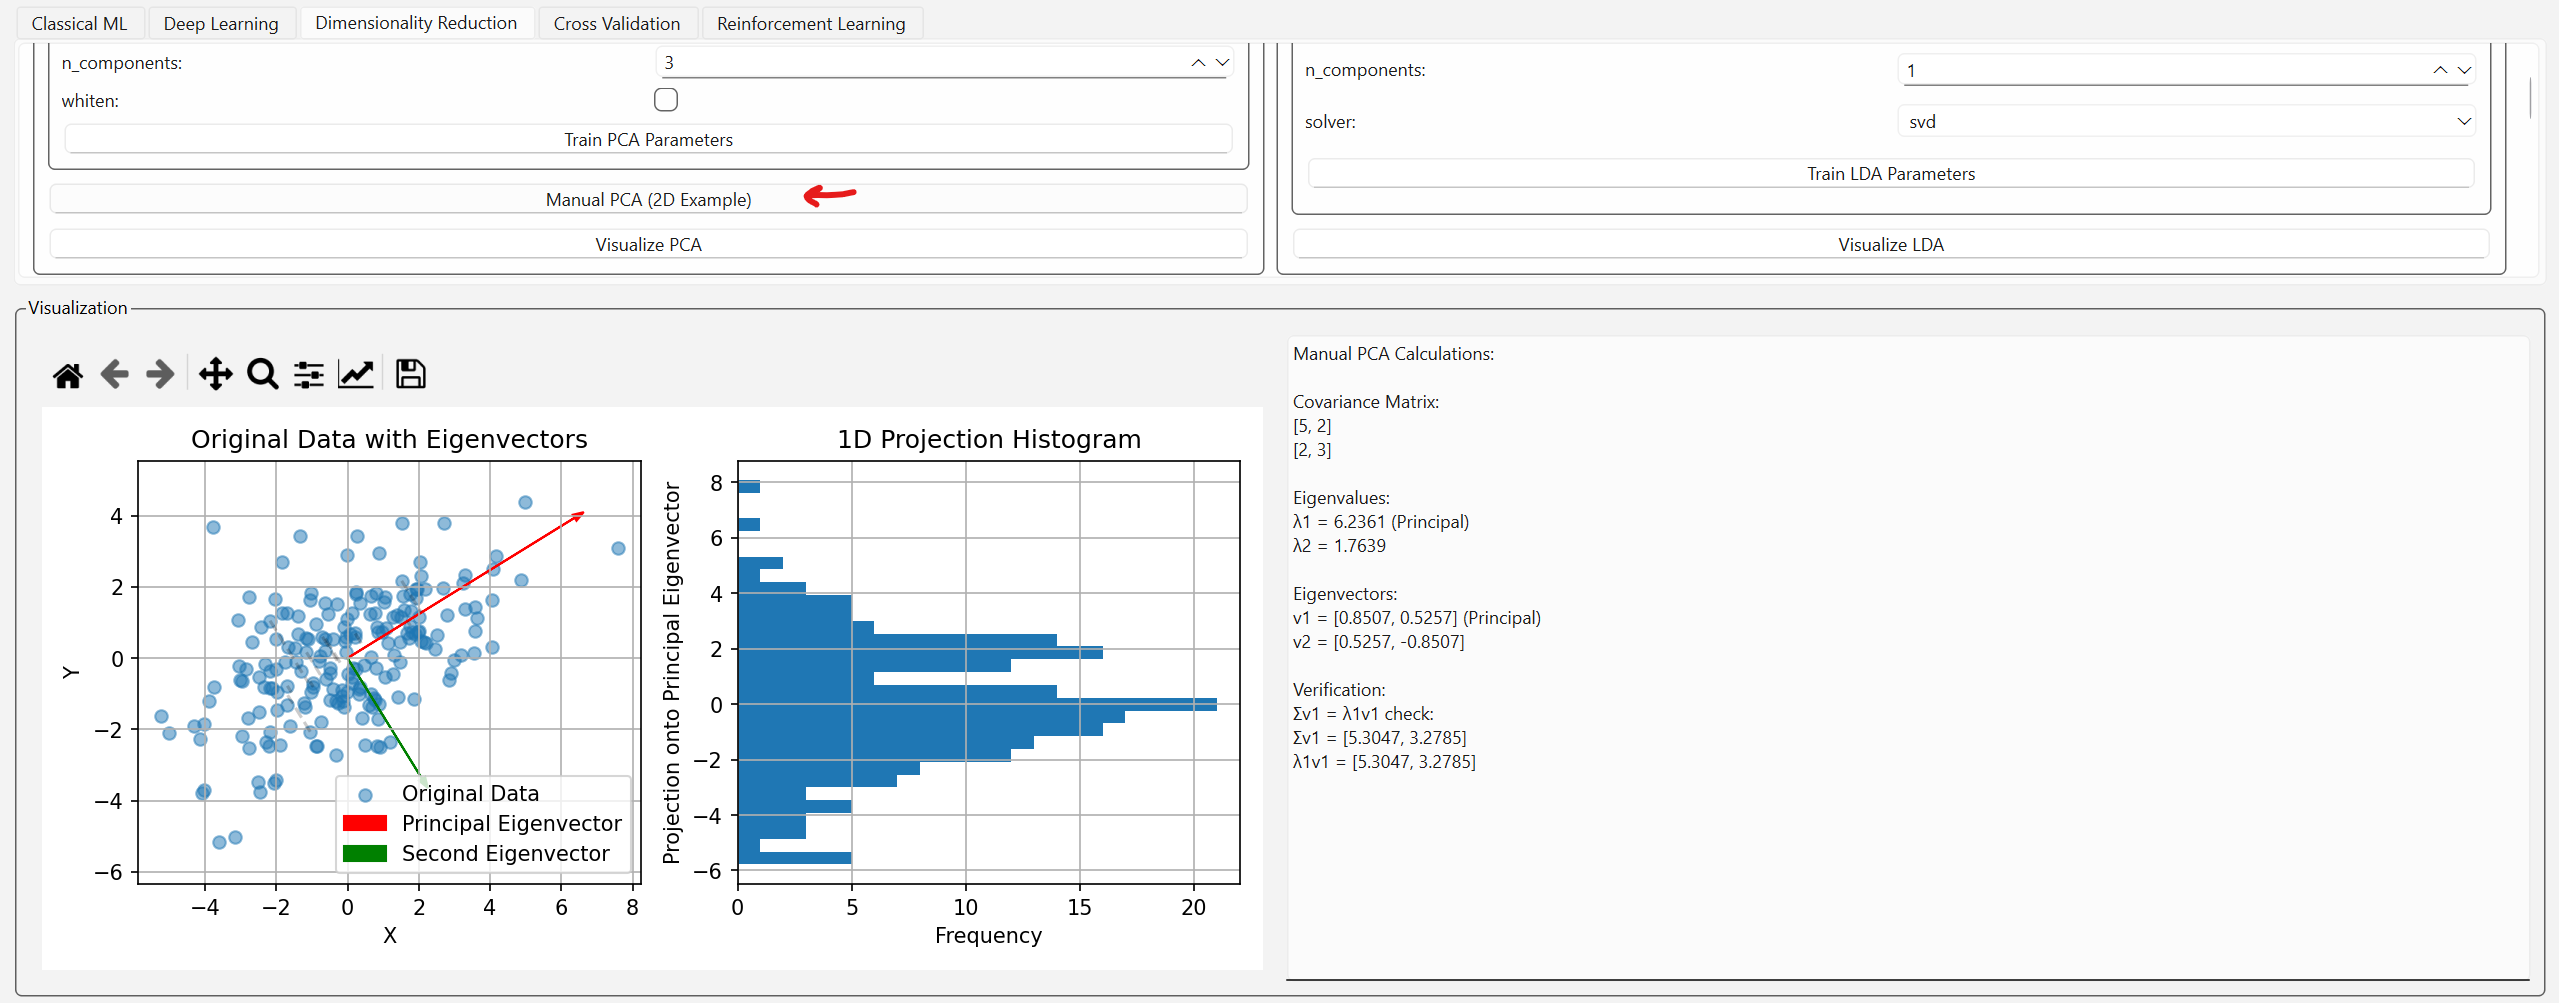 Classical ML
Deep Learning
Dimensionality Reduction
Cross Validation
Reinforcement Learning
n_components:
3
whiten:
Train PCA Parameters
Manual PCA (2D Example)
Visualize PCA
n_components:
1
solver:
svd
Train LDA Parameters
Visualize LDA
Visualization
Original Data with Eigenvectors
Y
4
2
0
−2
−4
−6
−4
−2
0
2
4
6
8
X
Original Data
Principal Eigenvector
Second Eigenvector
1D Projection Histogram
Projection onto Principal Eigenvector
8
6
4
2
0
−2
−4
−6
0
5
10
15
20
Frequency
Manual PCA Calculations:
Covariance Matrix:
[5, 2]
[2, 3]
Eigenvalues:
λ1 = 6.2361 (Principal)
λ2 = 1.7639
Eigenvectors:
v1 = [0.8507, 0.5257] (Principal)
v2 = [0.5257, -0.8507]
Verification:
Σv1 = λ1v1 check:
Σv1 = [5.3047, 3.2785]
λ1v1 = [5.3047, 3.2785]